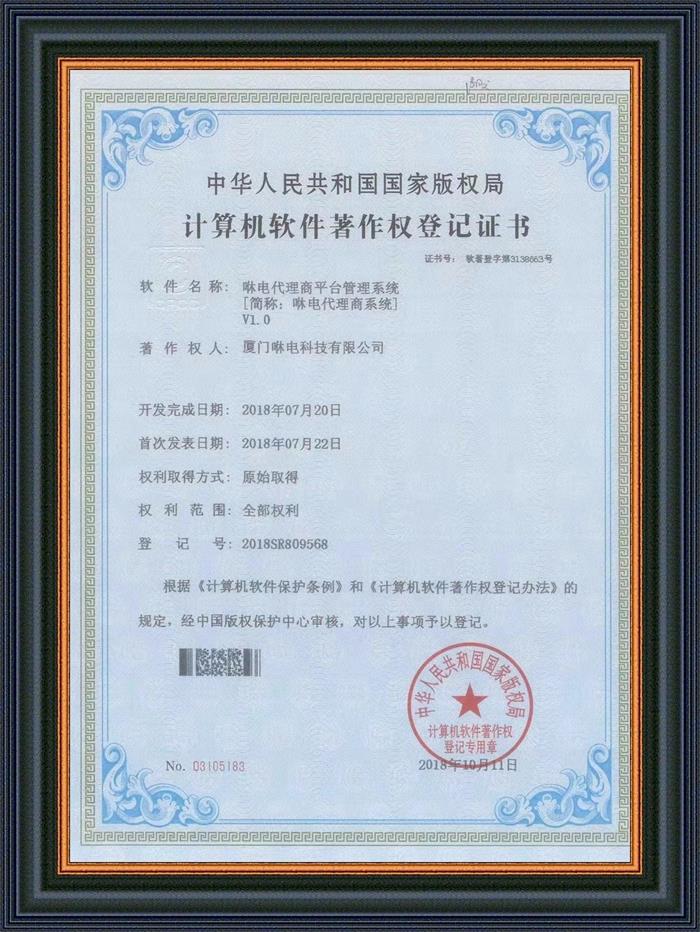 中华人民共和国国家版权局
计算机软件著作权登记证书
证书号： 软著登字第3138663号
软件名称： 咻电代理商平台管理系统
[简称：咻电代理商系统]
V1.0
著作权人： 厦门咻电科技有限公司
开发完成日期： 2018年07月20日
首次发表日期： 2018年07月22日
权利取得方式： 原始取得
权利范围： 全部权利
登记号： 2018SR809568
根据《计算机软件保护条例》和《计算机软件著作权登记办法》的
规定，经中国版权保护中心审核，对以上事项予以登记。
中华人民共和国国家版权局
计算机软件著作权
登记专用章
No. 03105183
2018年10月11日